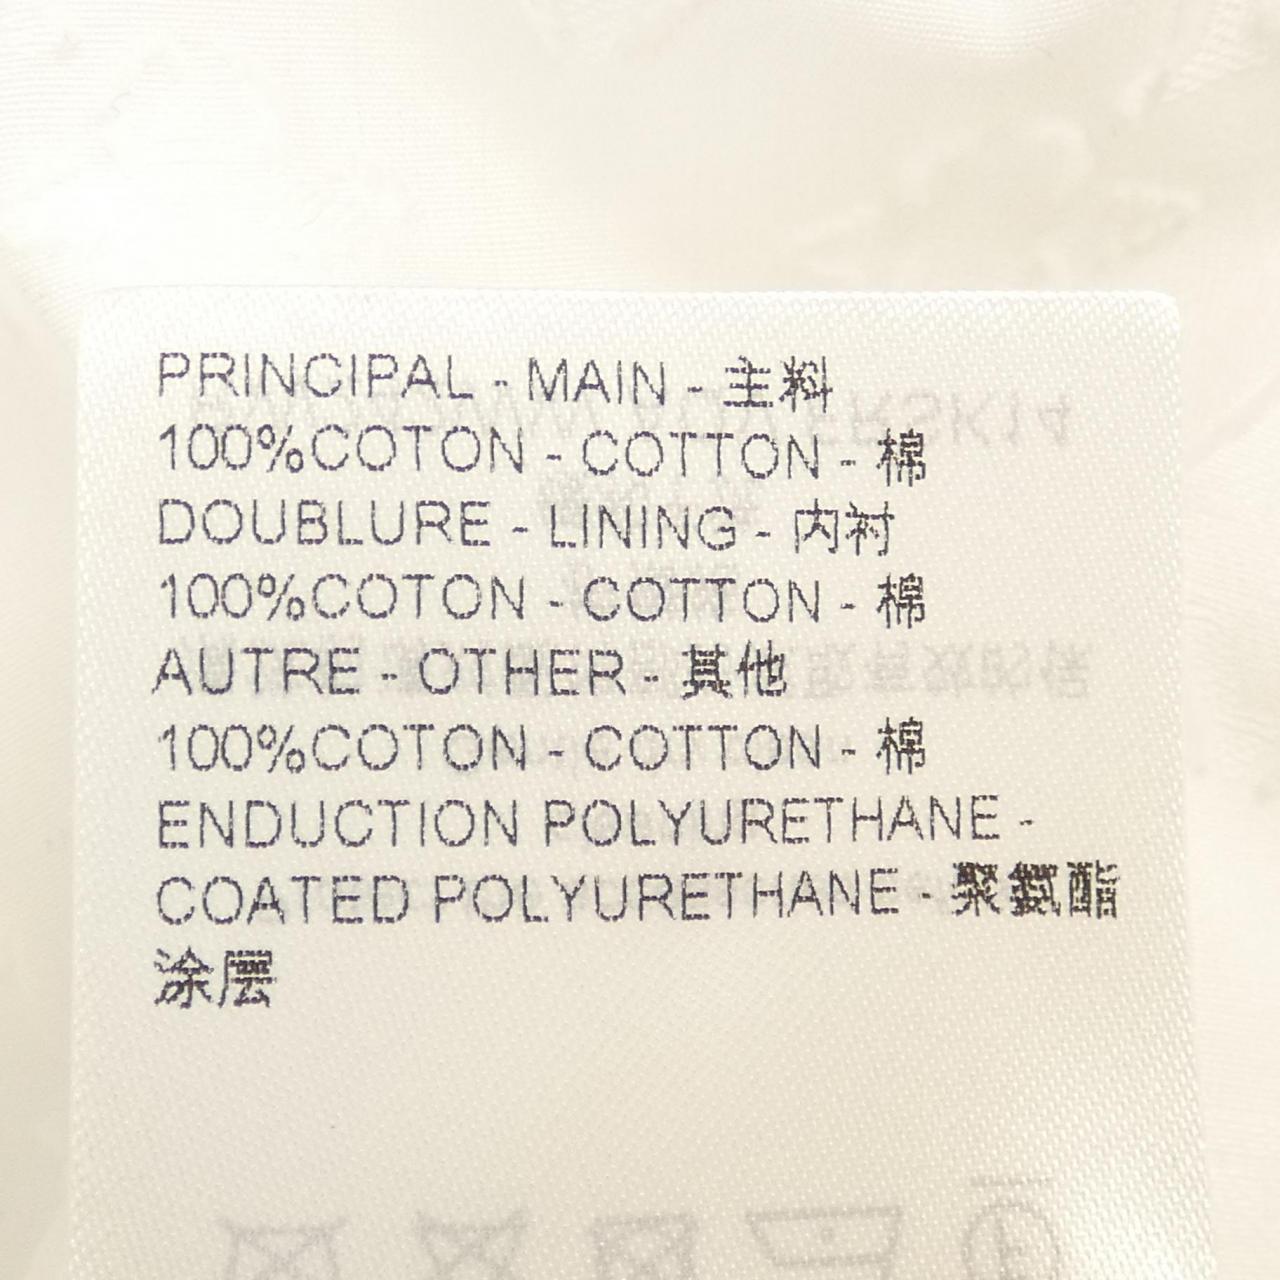 PRINCIPAL - MAIN - 主料
100%COTON - COTTON - 棉
DOUBLURE - LINING - 内衬
100%COTON - COTTON - 棉
AUTRE - OTHER - 其他
100%COTON - COTTON - 棉
ENDUCTION POLYURETHANE -
COATED POLYURETHANE - 聚氨酯
涂层